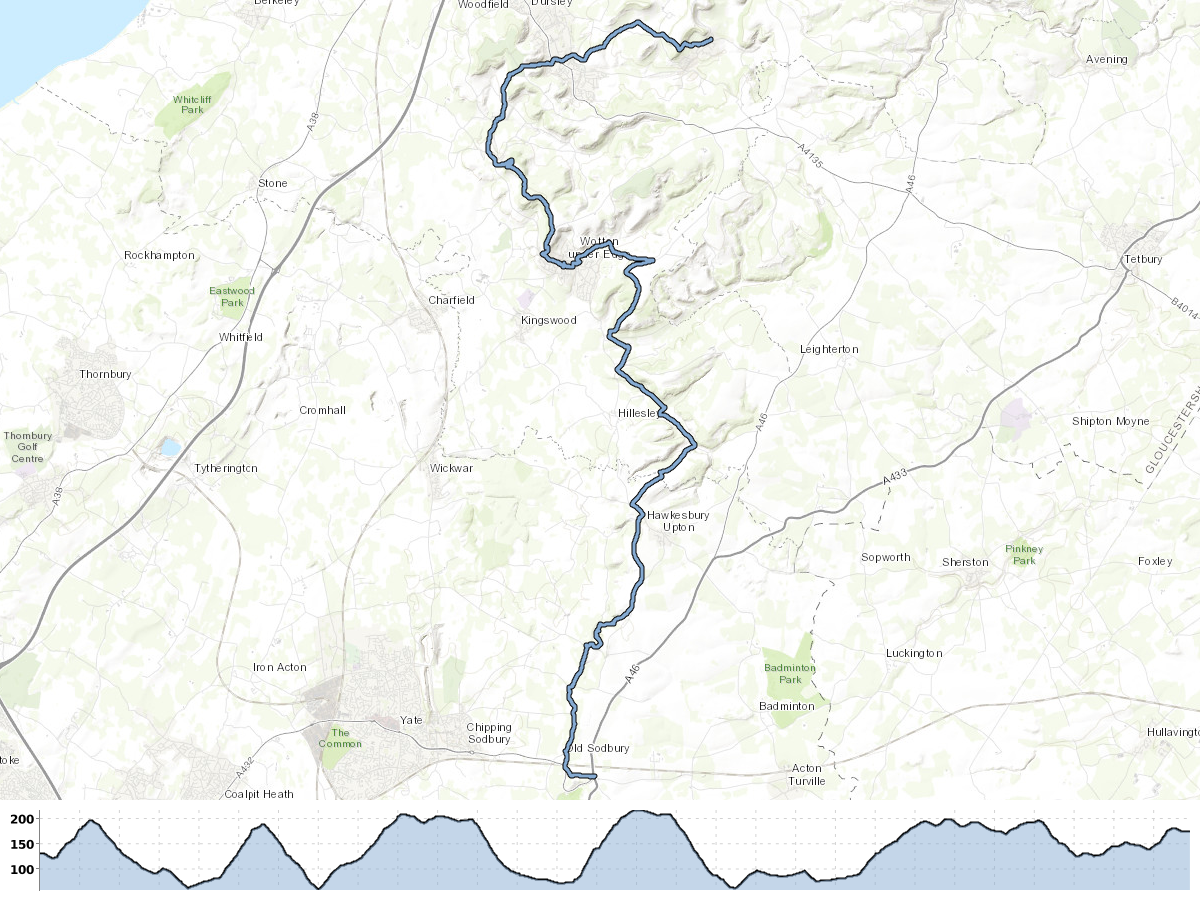 Berkeley
Woodfield
Dursley
Avening
Whitcliff
Park
A38
A4135
A46
Stone
Wotton
under Edge
Rockhampton
Tetbury
Eastwood
Park
Charfield
B4014
Kingswood
Whitfield
Leighterton
Thornbury
Cromhall
Hillesley
Shipton Moyne
A46
GLOUCESTERSH
Thornbury
Golf
Centre
Tytherington
Wickwar
A433
A38
Hawkesbury
Upton
Pinkney
Park
Sopworth
Sherston
Foxley
Luckington
Iron Acton
A46
Badminton
Park
Badminton
Yate
Chipping
Sodbury
The
Common
Old Sodbury
Hullavingto
toke
A432
Acton
Turville
Coalpit Heath
200
150
100